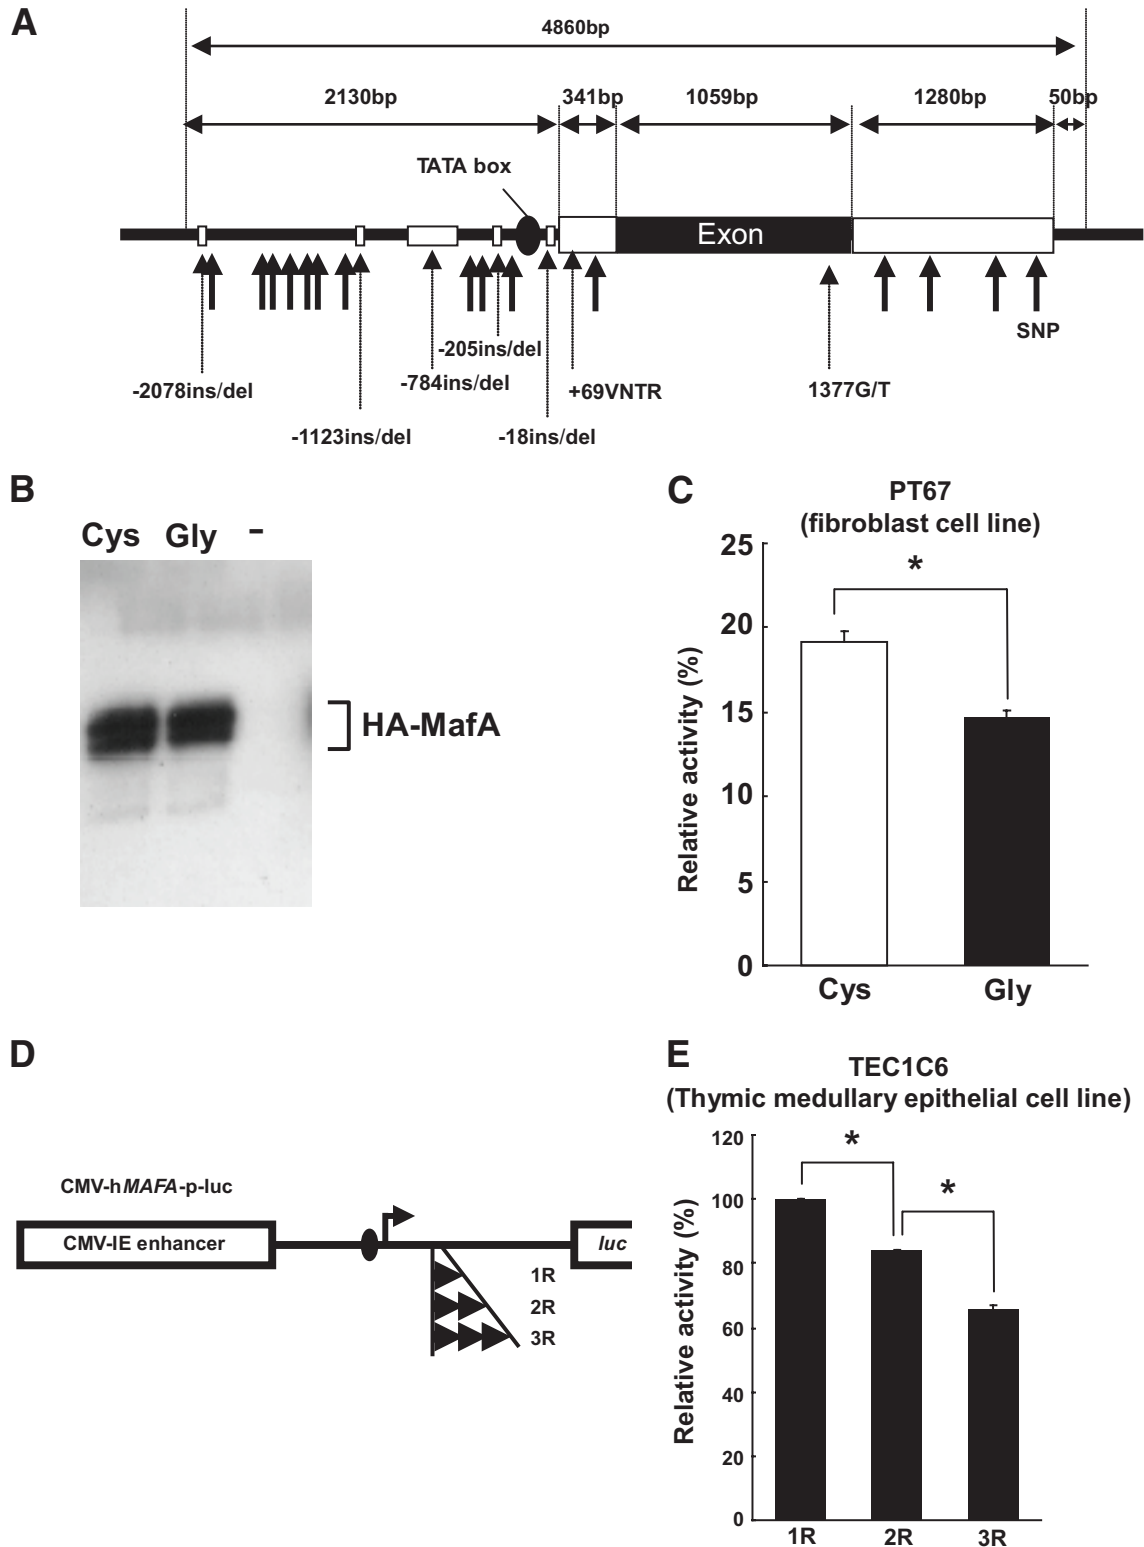 A
4860bp
2130bp 341bp 1059bp 1280bp 50bp
TATA box
Exon
SNP
-205ins/del
-2078ins/del -784ins/del +69VNTR 1377G/T
-1123ins/del -18ins/del
B
Cys Gly -
HA-MafA
C
PT67
(fibroblast cell line)
Relative activity (%)
25
*
20
15
10
5
0
Cys Gly
D
CMV-hMAFA-p-luc
CMV-IE enhancer luc
1R
2R
3R
E
TEC1C6
(Thymic medullary epithelial cell line)
Relative activity (%)
120
*
100
*
80
60
40
20
0
1R 2R 3R